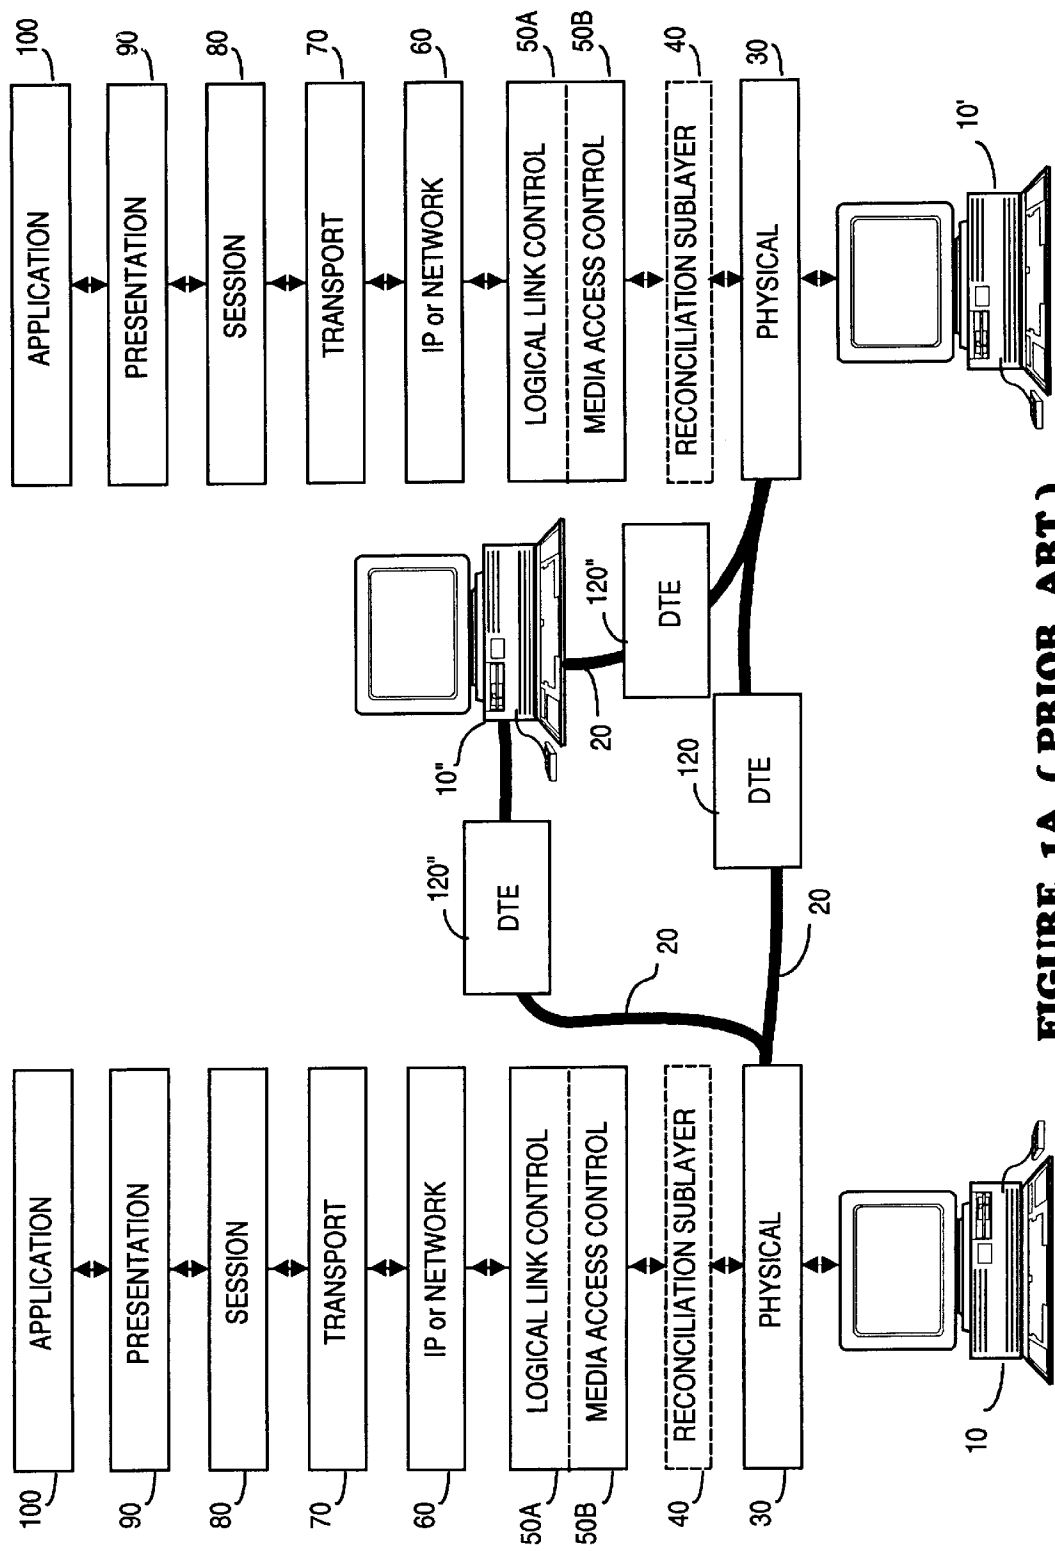 100
APPLICATION
90
PRESENTATION
80
SESSION
70
TRANSPORT
60
IP or NETWORK
50A
LOGICAL LINK CONTROL
50B
MEDIA ACCESS CONTROL
40
RECONCILIATION SUBLAYER
30
PHYSICAL
10
120"
DTE
20
10"
20
120"
DTE
20
120
DTE
100
APPLICATION
90
PRESENTATION
80
SESSION
70
TRANSPORT
60
IP or NETWORK
50A
LOGICAL LINK CONTROL
50B
MEDIA ACCESS CONTROL
40
RECONCILIATION SUBLAYER
30
PHYSICAL
10'
FIGURE 1A (PRIOR ART)